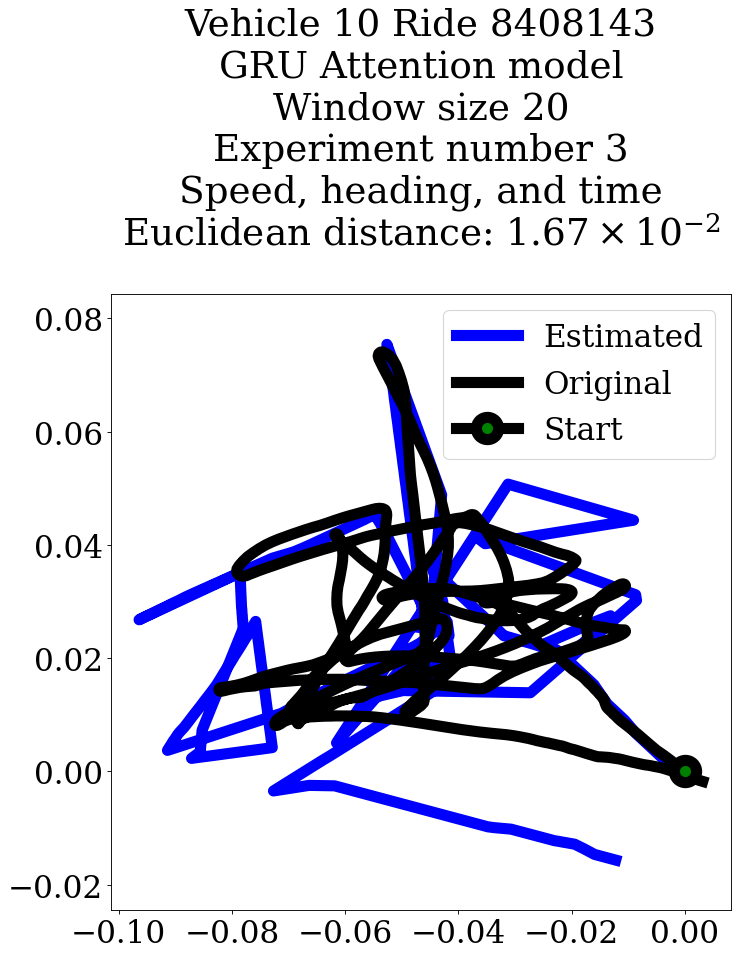 Vehicle 10 Ride 8408143
GRU Attention model
Window size 20
Experiment number 3
Speed, heading, and time
Euclidean distance: 1.67 × 10⁻²
Estimated
Original
Start
0.08
0.06
0.04
0.02
0.00
−0.02
−0.10 −0.08 −0.06 −0.04 −0.02 0.00